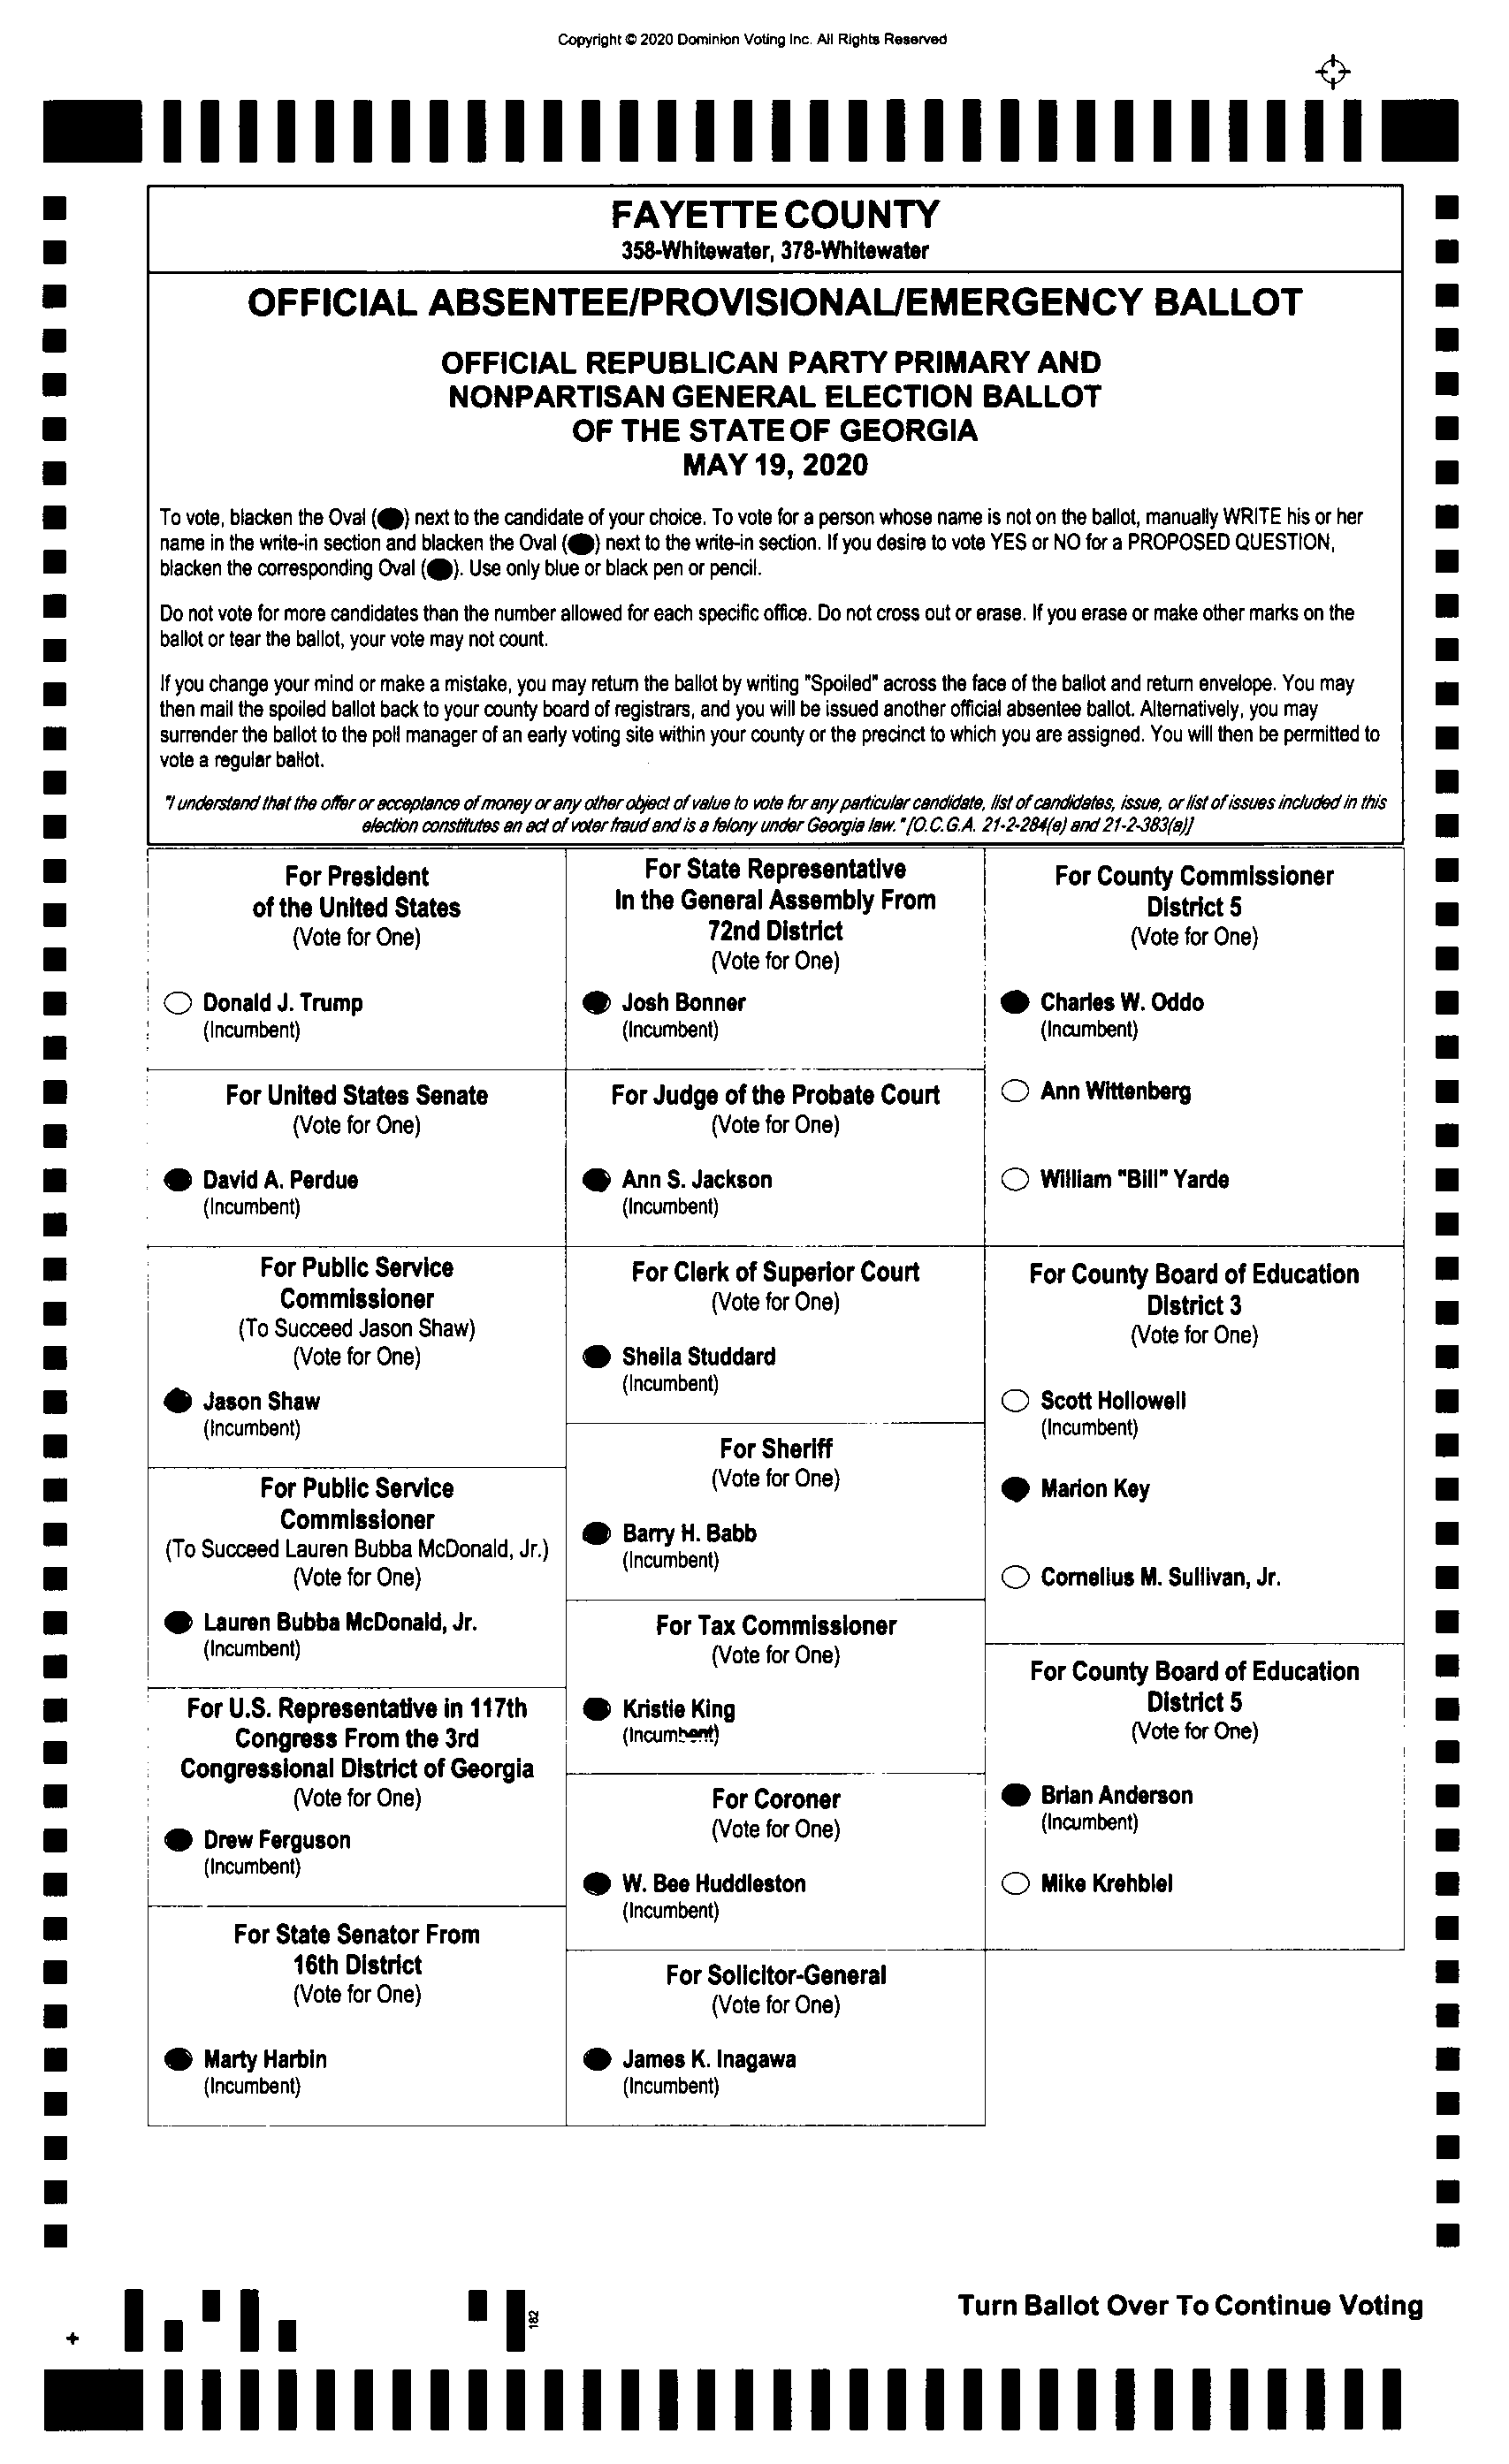 Copyright © 2020 Dominion Voting Inc. All Rights Reserved
FAYETTE COUNTY
358-Whitewater, 378-Whitewater
OFFICIAL ABSENTEE/PROVISIONAL/EMERGENCY BALLOT
OFFICIAL REPUBLICAN PARTY PRIMARY AND
NONPARTISAN GENERAL ELECTION BALLOT
OF THE STATE OF GEORGIA
MAY 19, 2020
To vote, blacken the Oval ( ) next to the candidate of your choice. To vote for a person whose name is not on the ballot, manually WRITE his or her
name in the write-in section and blacken the Oval ( ) next to the write-in section. If you desire to vote YES or NO for a PROPOSED QUESTION,
blacken the corresponding Oval ( ). Use only blue or black pen or pencil.
Do not vote for more candidates than the number allowed for each specific office. Do not cross out or erase. If you erase or make other marks on the
ballot or tear the ballot, your vote may not count.
If you change your mind or make a mistake, you may return the ballot by writing "Spoiled" across the face of the ballot and return envelope. You may
then mail the spoiled ballot back to your county board of registrars, and you will be issued another official absentee ballot. Alternatively, you may
surrender the ballot to the poll manager of an early voting site within your county or the precinct to which you are assigned. You will then be permitted to
vote a regular ballot.
"I understand that the offer or acceptance of money or any other object of value to vote for any particular candidate, list of candidates, issue, or list of issues included in this
election constitutes an act of voter fraud and is a felony under Georgia law." [O.C.G.A. 21-2-284(e) and 21-2-383(a)]
For President
of the United States
(Vote for One)
Donald J. Trump
(Incumbent)
For United States Senate
(Vote for One)
David A. Perdue
(Incumbent)
For Public Service
Commissioner
(To Succeed Jason Shaw)
(Vote for One)
Jason Shaw
(Incumbent)
For Public Service
Commissioner
(To Succeed Lauren Bubba McDonald, Jr.)
(Vote for One)
Lauren Bubba McDonald, Jr.
(Incumbent)
For U.S. Representative in 117th
Congress From the 3rd
Congressional District of Georgia
(Vote for One)
Drew Ferguson
(Incumbent)
For State Senator From
16th District
(Vote for One)
Marty Harbin
(Incumbent)
For State Representative
In the General Assembly From
72nd District
(Vote for One)
Josh Bonner
(Incumbent)
For Judge of the Probate Court
(Vote for One)
Ann S. Jackson
(Incumbent)
For Clerk of Superior Court
(Vote for One)
Sheila Studdard
(Incumbent)
For Sheriff
(Vote for One)
Barry H. Babb
(Incumbent)
For Tax Commissioner
(Vote for One)
Kristie King
(Incumbent)
For Coroner
(Vote for One)
W. Bee Huddleston
(Incumbent)
For Solicitor-General
(Vote for One)
James K. Inagawa
(Incumbent)
For County Commissioner
District 5
(Vote for One)
Charles W. Oddo
(Incumbent)
Ann Wittenberg
William "Bill" Yarde
For County Board of Education
District 3
(Vote for One)
Scott Hollowell
(Incumbent)
Marion Key
Cornelius M. Sullivan, Jr.
For County Board of Education
District 5
(Vote for One)
Brian Anderson
(Incumbent)
Mike Krehbiel
182
Turn Ballot Over To Continue Voting